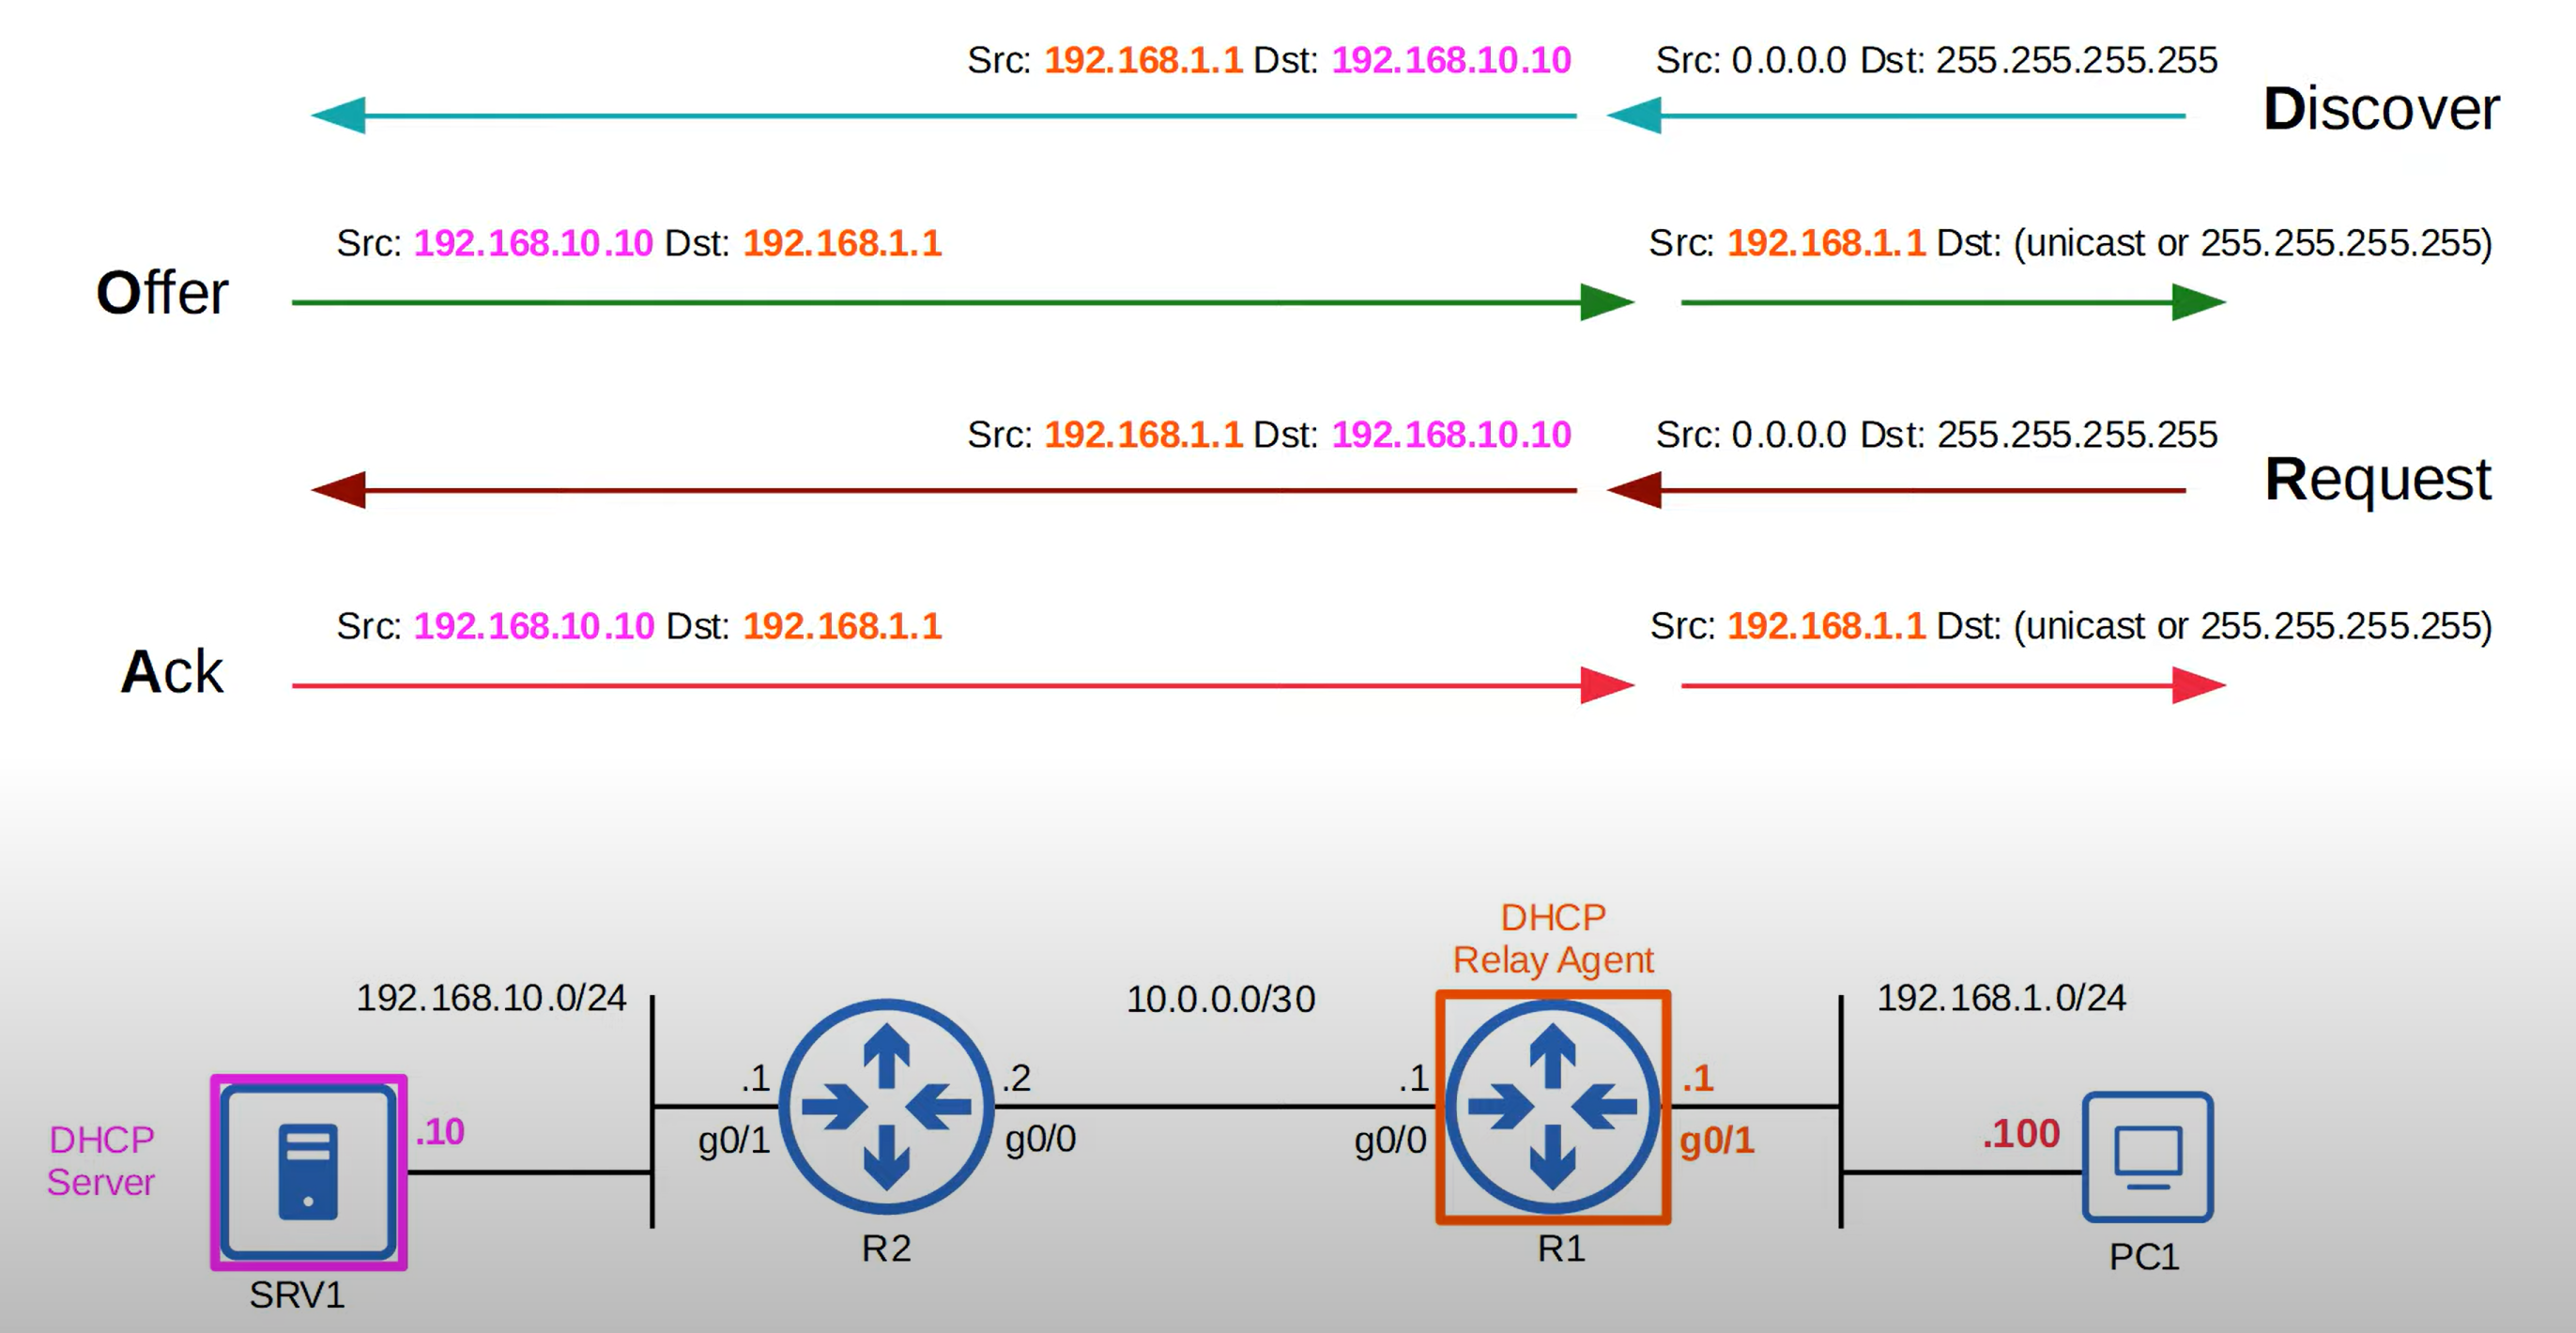 Src: 192.168.1.1 Dst: 192.168.10.10
Src: 0.0.0.0 Dst: 255.255.255.255
Discover
Src: 192.168.10.10 Dst: 192.168.1.1
Src: 192.168.1.1 Dst: (unicast or 255.255.255.255)
Offer
Src: 192.168.1.1 Dst: 192.168.10.10
Src: 0.0.0.0 Dst: 255.255.255.255
Request
Src: 192.168.10.10 Dst: 192.168.1.1
Src: 192.168.1.1 Dst: (unicast or 255.255.255.255)
Ack
DHCP
Relay Agent
192.168.10.0/24
10.0.0.0/30
192.168.1.0/24
.1
.2
.1
.1
DHCP
Server
.10
g0/1
g0/0
g0/0
g0/1
.100
R2
R1
PC1
SRV1